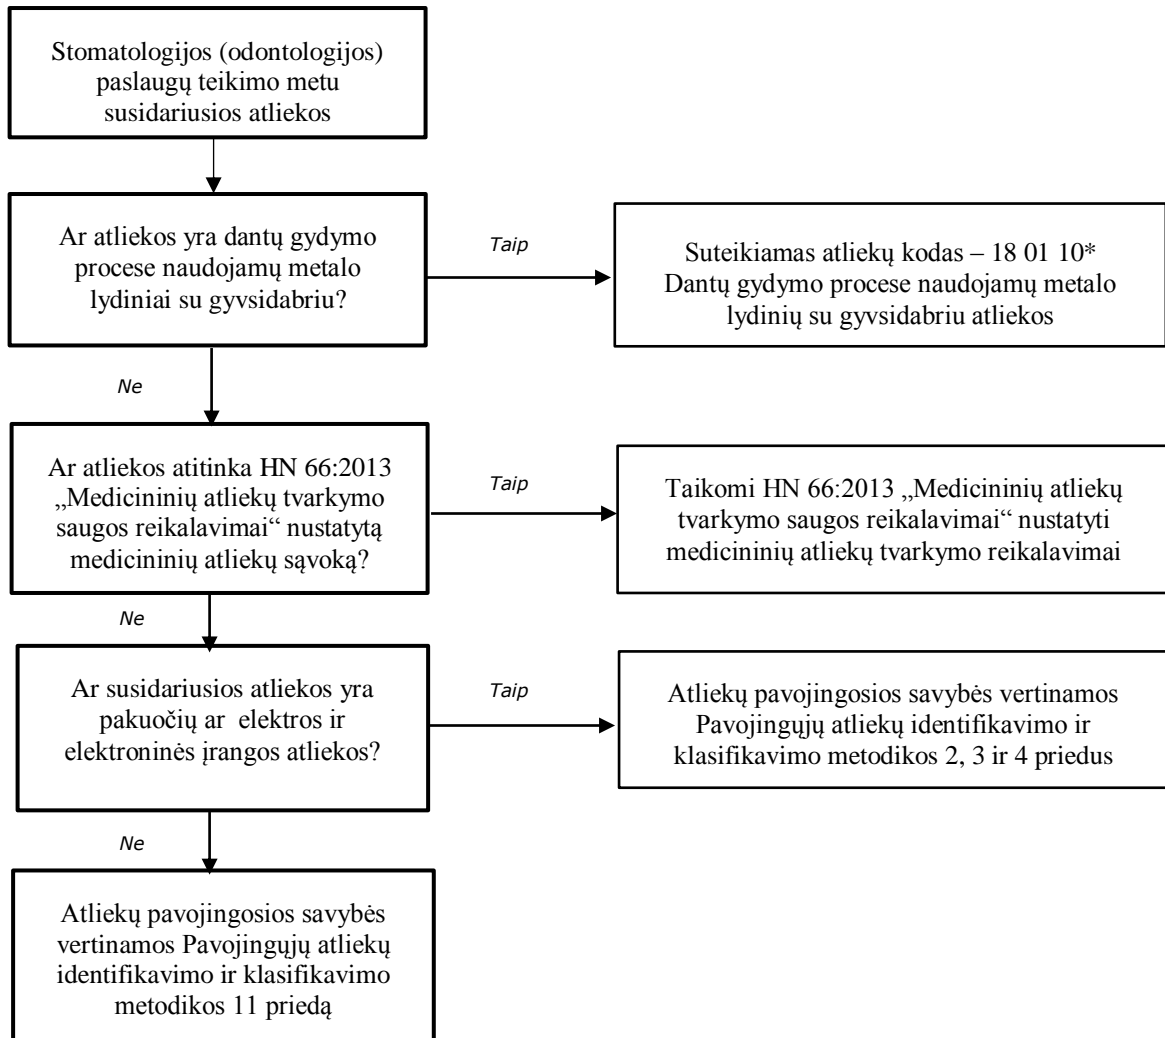 Stomatologijos (odontologijos)
paslaugų teikimo metu
susidariusios atliekos
Ar atliekos yra dantų gydymo
procese naudojamų metalo
lydiniai su gyvsidabriu?
Taip
Suteikiamas atliekų kodas – 18 01 10*
Dantų gydymo procese naudojamų metalo
lydinių su gyvsidabriu atliekos
Ne
Ar atliekos atitinka HN 66:2013
„Medicininių atliekų tvarkymo
saugos reikalavimai“ nustatytą
medicininių atliekų sąvoką?
Taip
Taikomi HN 66:2013 „Medicininių atliekų
tvarkymo saugos reikalavimai“ nustatyti
medicininių atliekų tvarkymo reikalavimai
Ne
Ar susidariusios atliekos yra
pakuočių ar elektros ir
elektroninės įrangos atliekos?
Taip
Atliekų pavojingosios savybės vertinamos
Pavojingųjų atliekų identifikavimo ir
klasifikavimo metodikos 2, 3 ir 4 priedus
Ne
Atliekų pavojingosios savybės
vertinamos Pavojingųjų atliekų
identifikavimo ir klasifikavimo
metodikos 11 priedą